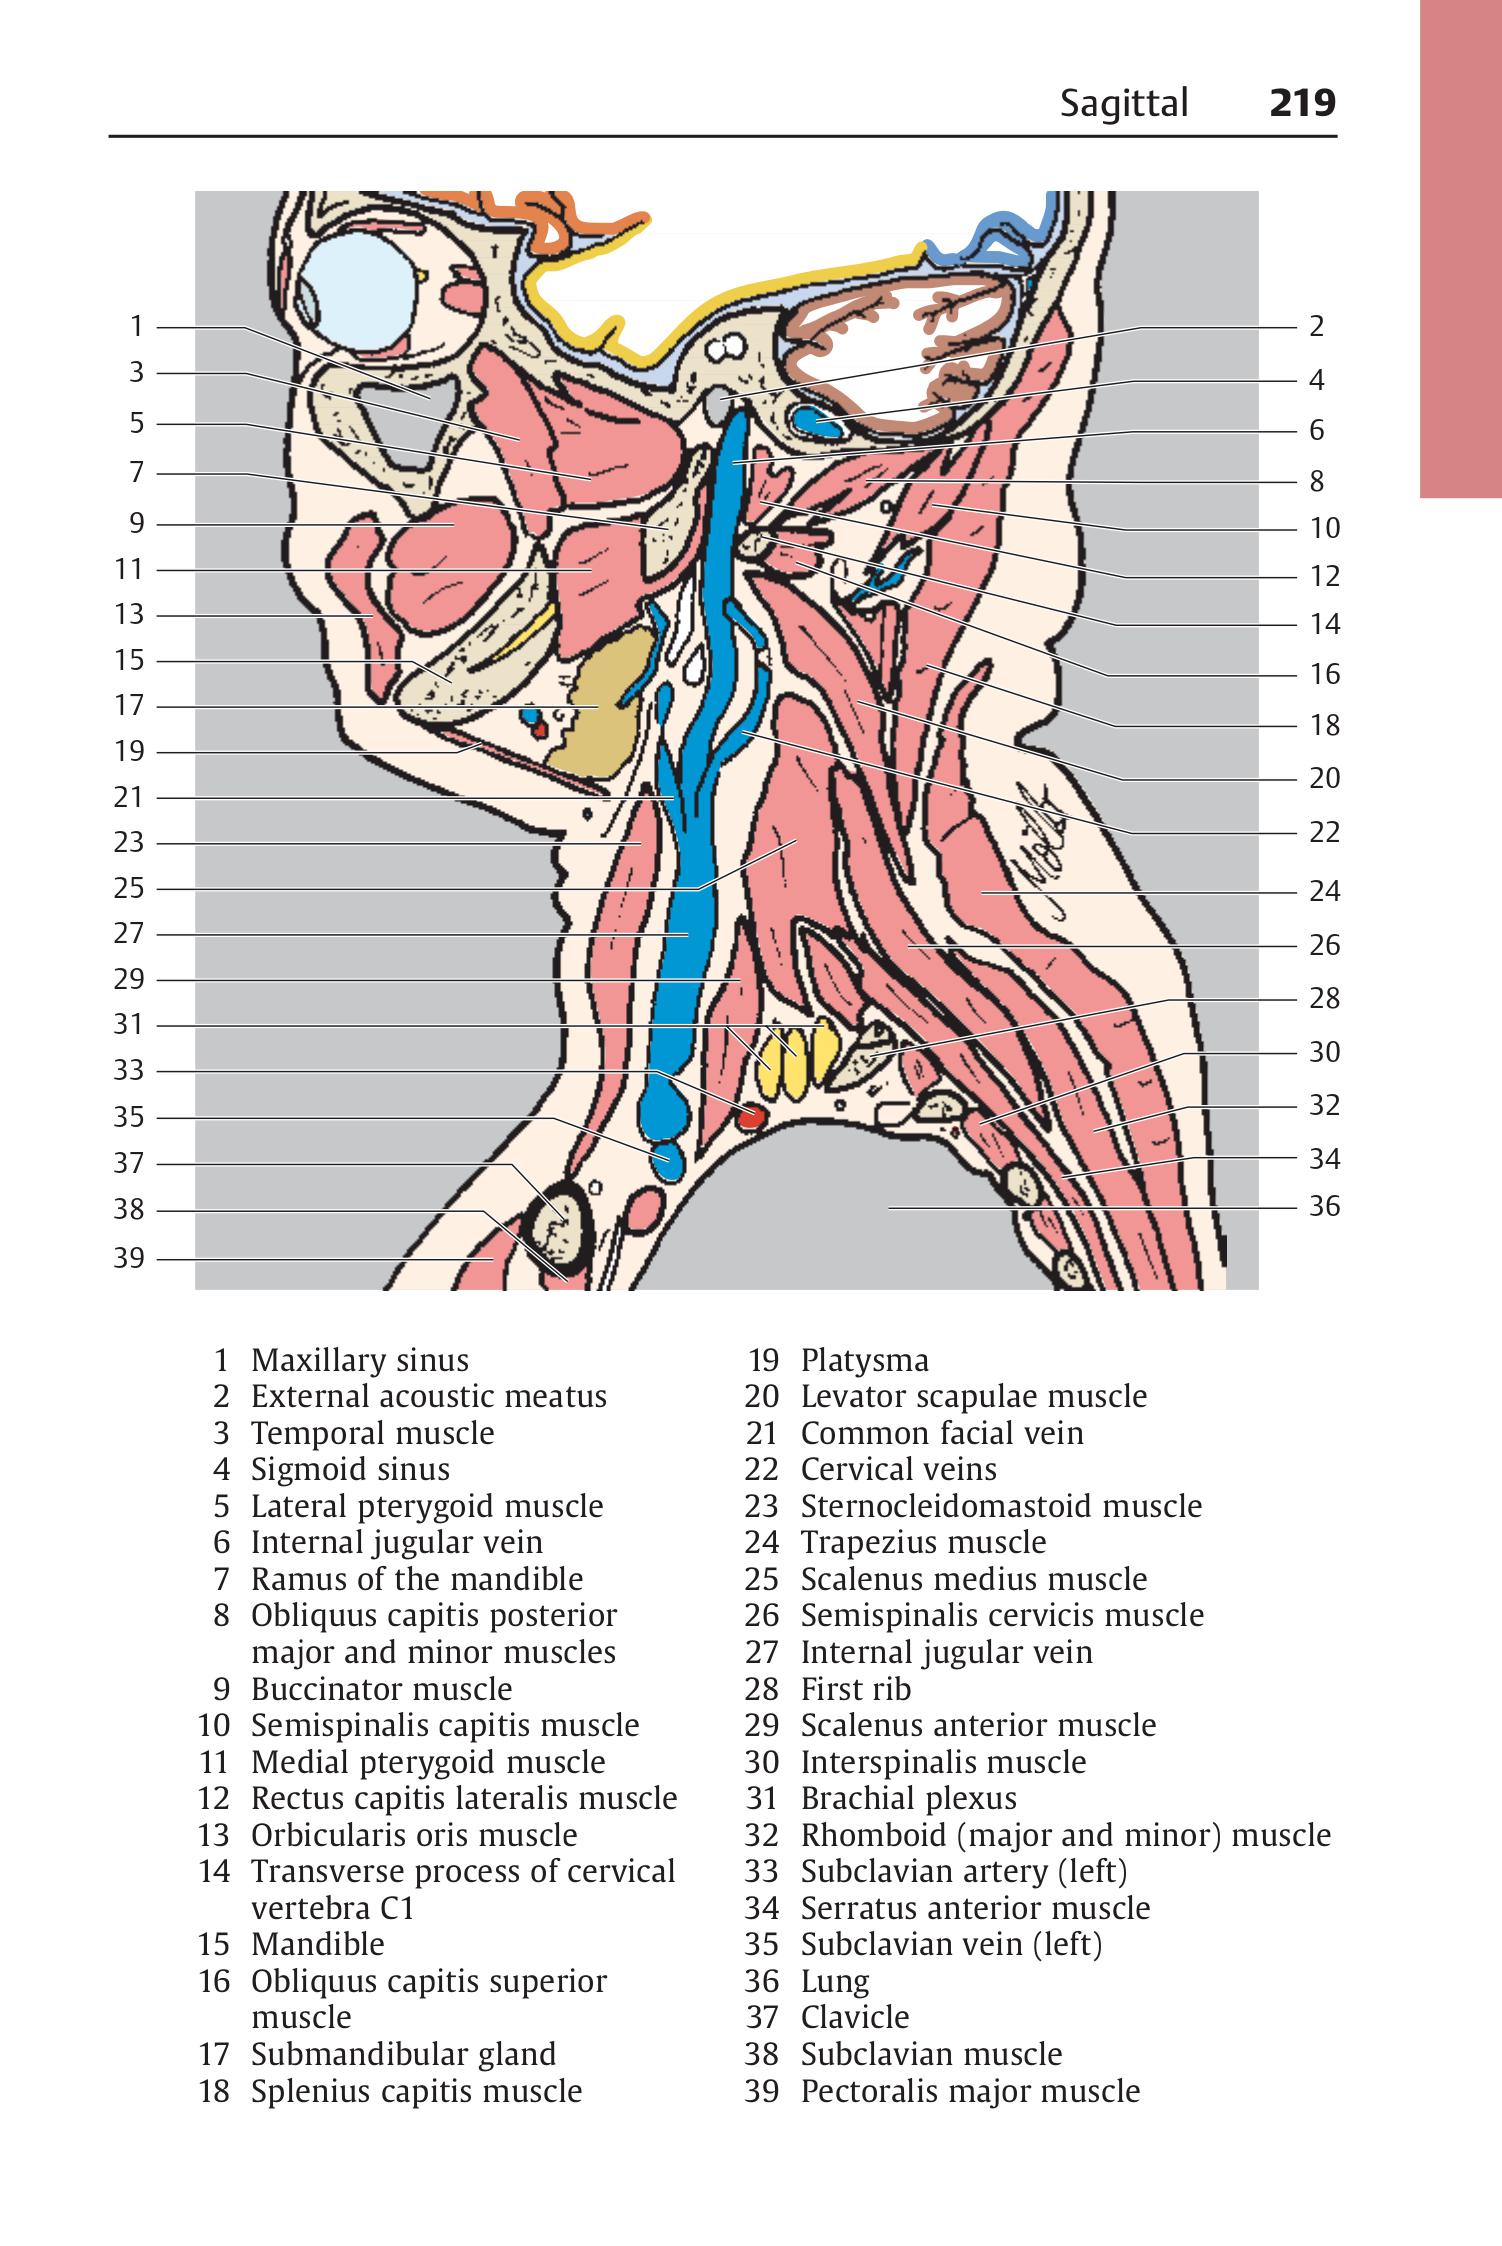 Sagittal 219
1
3
5
7
9
11
13
15
17
19
21
23
25
27
29
31
33
35
37
38
39
2
4
6
8
10
12
14
16
18
20
22
24
26
28
30
32
34
36
1 Maxillary sinus
2 External acoustic meatus
3 Temporal muscle
4 Sigmoid sinus
5 Lateral pterygoid muscle
6 Internal jugular vein
7 Ramus of the mandible
8 Obliquus capitis posterior
major and minor muscles
9 Buccinator muscle
10 Semispinalis capitis muscle
11 Medial pterygoid muscle
12 Rectus capitis lateralis muscle
13 Orbicularis oris muscle
14 Transverse process of cervical
vertebra C1
15 Mandible
16 Obliquus capitis superior
muscle
17 Submandibular gland
18 Splenius capitis muscle
19 Platysma
20 Levator scapulae muscle
21 Common facial vein
22 Cervical veins
23 Sternocleidomastoid muscle
24 Trapezius muscle
25 Scalenus medius muscle
26 Semispinalis cervicis muscle
27 Internal jugular vein
28 First rib
29 Scalenus anterior muscle
30 Interspinalis muscle
31 Brachial plexus
32 Rhomboid (major and minor) muscle
33 Subclavian artery (left)
34 Serratus anterior muscle
35 Subclavian vein (left)
36 Lung
37 Clavicle
38 Subclavian muscle
39 Pectoralis major muscle